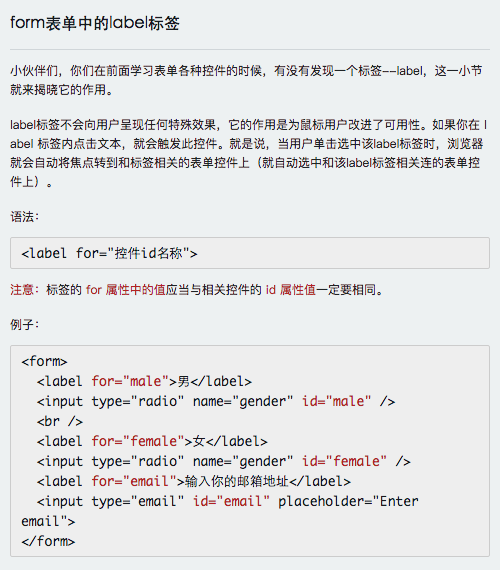 form表单中的label标签
小伙伴们，你们在前面学习表单各种控件的时候，有没有发现一个标签--label，这一小节
就来揭晓它的作用。
label标签不会向用户呈现任何特殊效果，它的作用是为鼠标用户改进了可用性。如果你在 l
abel 标签内点击文本，就会触发此控件。就是说，当用户单击选中该label标签时，浏览器
就会自动将焦点转到和标签相关的表单控件上（就自动选中和该label标签相关连的表单控
件上）。
语法：
<label for="控件id名称">
注意：标签的 for 属性中的值应当与相关控件的 id 属性值一定要相同。
例子：
<form>
  <label for="male">男</label>
  <input type="radio" name="gender" id="male" />
  <br />
  <label for="female">女</label>
  <input type="radio" name="gender" id="female" />
  <label for="email">输入你的邮箱地址</label>
  <input type="email" id="email" placeholder="Enter
email">
</form>